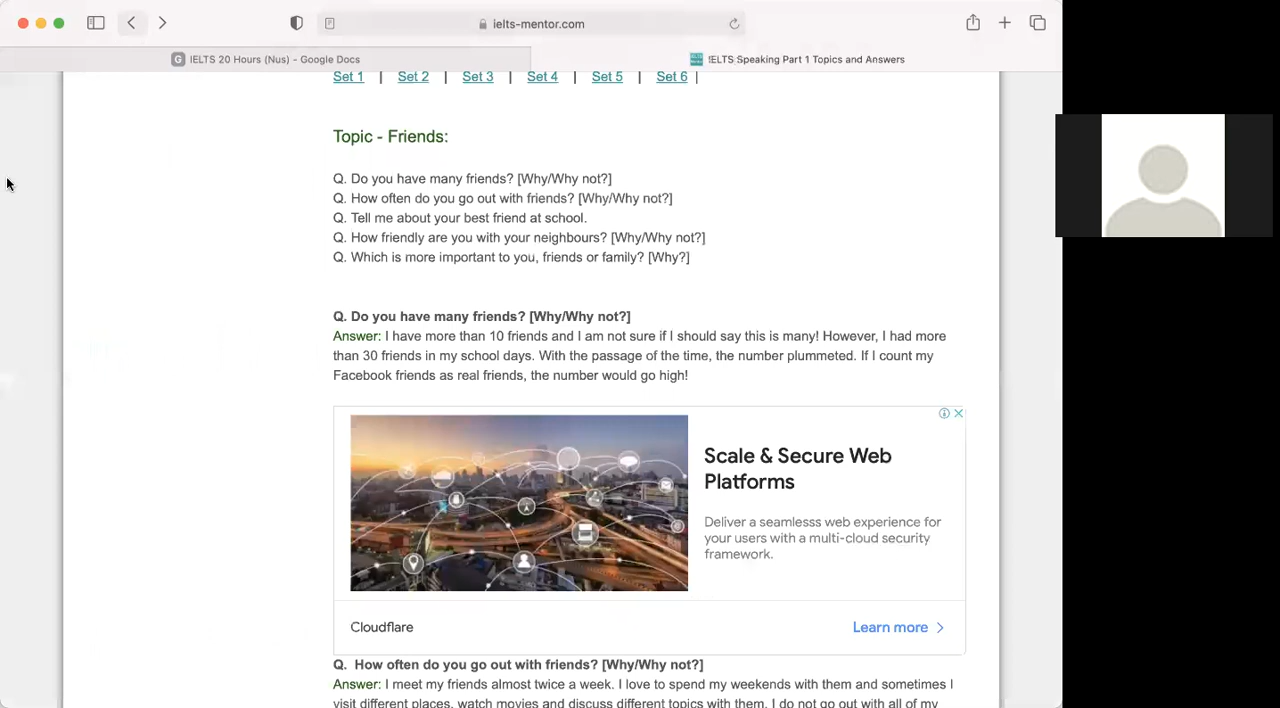 ielts-mentor.com
G IELTS 20 Hours (Nus) - Google Docs
IELTS Speaking Part 1 Topics and Answers
Set 1 | Set 2 | Set 3 | Set 4 | Set 5 | Set 6 |
Topic - Friends:
Q. Do you have many friends? [Why/Why not?]
Q. How often do you go out with friends? [Why/Why not?]
Q. Tell me about your best friend at school.
Q. How friendly are you with your neighbours? [Why/Why not?]
Q. Which is more important to you, friends or family? [Why?]
Q. Do you have many friends? [Why/Why not?]
Answer: I have more than 10 friends and I am not sure if I should say this is many! However, I had more
than 30 friends in my school days. With the passage of the time, the number plummeted. If I count my
Facebook friends as real friends, the number would go high!
Scale & Secure Web
Platforms
Deliver a seamlesss web experience for
your users with a multi-cloud security
framework.
Cloudflare
Learn more
Q. How often do you go out with friends? [Why/Why not?]
Answer: I meet my friends almost twice a week. I love to spend my weekends with them and sometimes I
visit different places, watch movies and discuss different topics with them. I do not go out with all of my